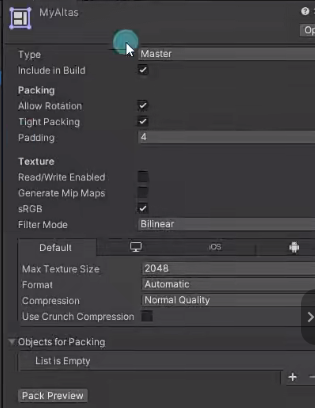 MyAltas
Op
Type Master
Include in Build
Packing
Allow Rotation
Tight Packing
Padding 4
Texture
Read/Write Enabled
Generate Mip Maps
sRGB
Filter Mode Bilinear
Default iOS
Max Texture Size 2048
Format Automatic
Compression Normal Quality
Use Crunch Compression
Objects for Packing
List is Empty
Pack Preview